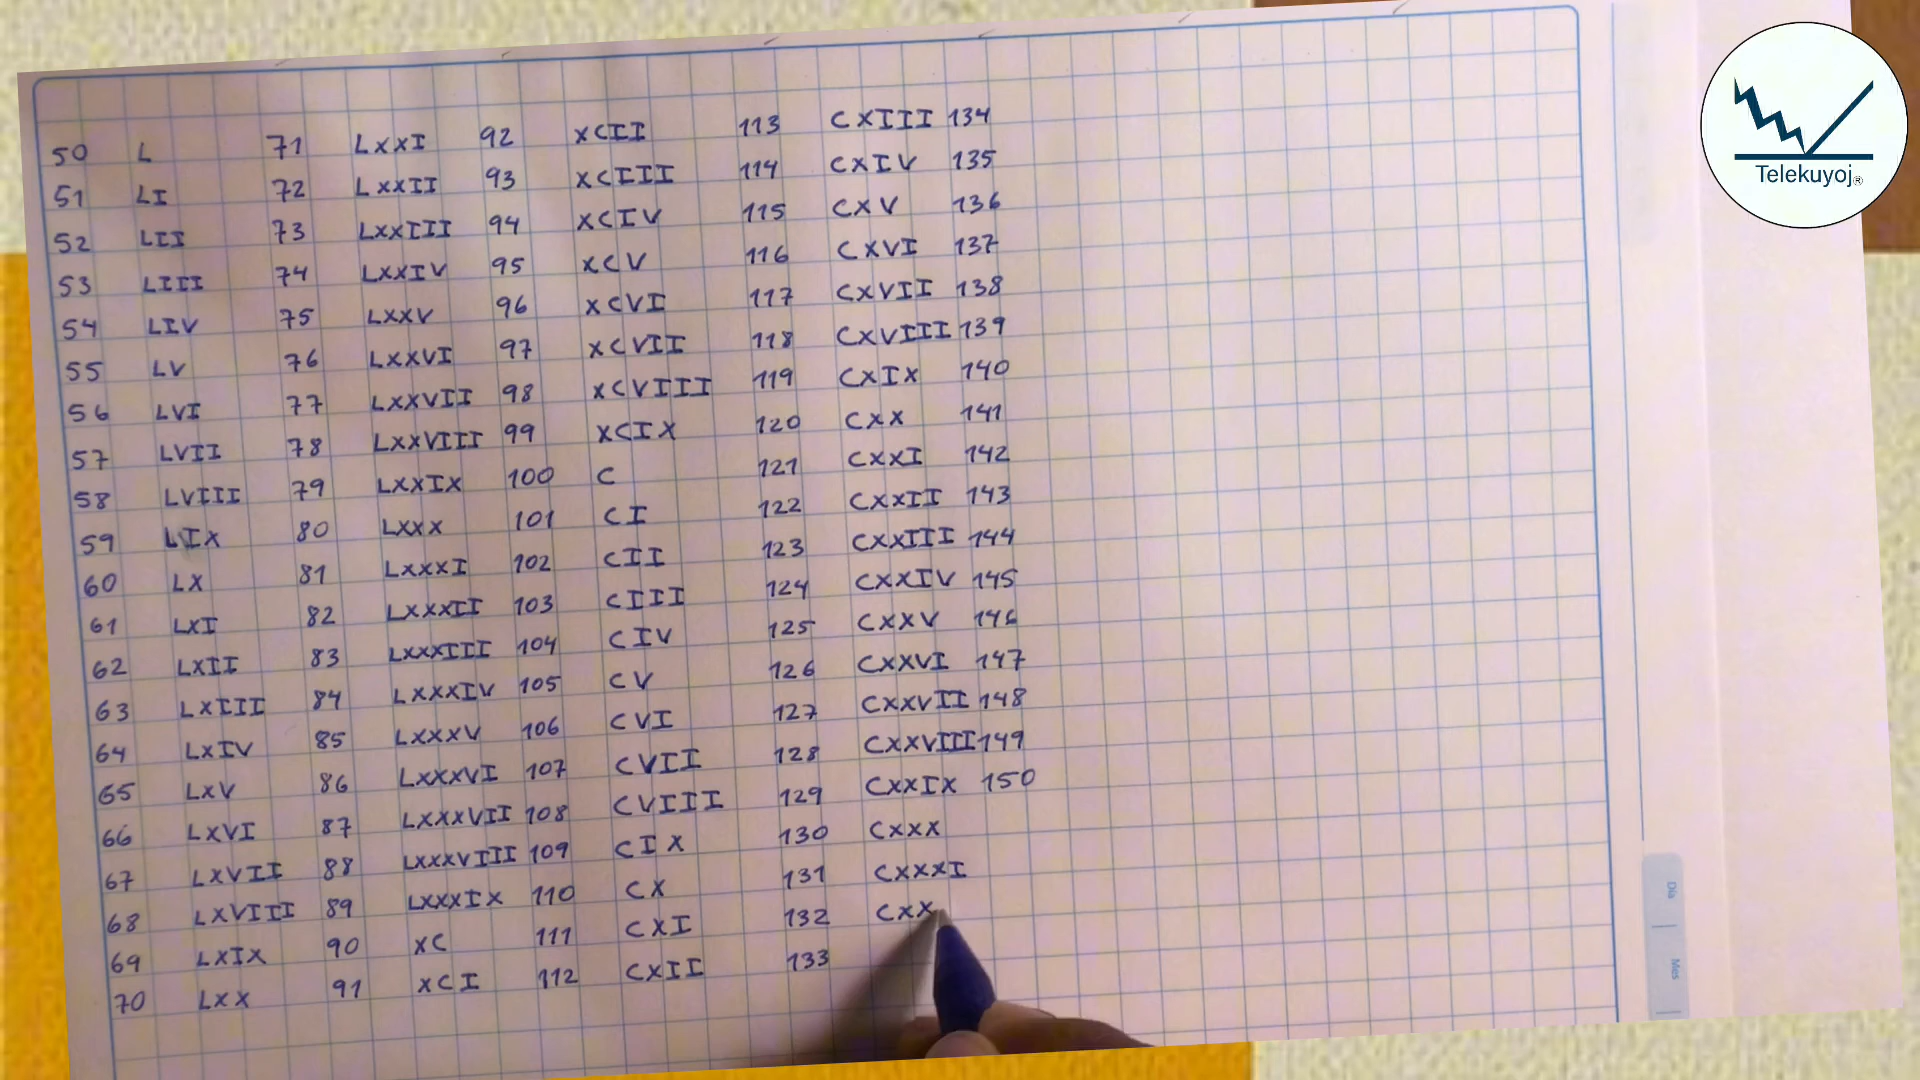 50 L 71 LXXI 92 XCII 113 CXIII 134
51 LI 72 LXXII 93 XCIII 114 CXIV 135
52 LII 73 LXXIII 94 XCIV 115 CXV 136
53 LIII 74 LXXIV 95 XCV 116 CXVI 137
54 LIV 75 LXXV 96 XCVI 117 CXVII 138
55 LV 76 LXXVI 97 XCVII 118 CXVIII 139
56 LVI 77 LXXVII 98 XCVIII 119 CXIX 140
57 LVII 78 LXXVIII 99 XCIX 120 CXX 141
58 LVIII 79 LXXIX 100 C 121 CXXI 142
59 LIX 80 LXXX 101 CI 122 CXXII 143
60 LX 81 LXXXI 102 CII 123 CXXIII 144
61 LXI 82 LXXXII 103 CIII 124 CXXIV 145
62 LXII 83 LXXXIII 104 CIV 125 CXXV 146
63 LXIII 84 LXXXIV 105 CV 126 CXXVI 147
64 LXIV 85 LXXXV 106 CVI 127 CXXVII 148
65 LXV 86 LXXXVI 107 CVII 128 CXXVIII 149
66 LXVI 87 LXXXVII 108 CVIII 129 CXXIX 150
67 LXVII 88 LXXXVIII 109 CIX 130 CXXX
68 LXVIII 89 LXXXIX 110 CX 131 CXXXI
69 LXIX 90 XC 111 CXI 132 CXX
70 LXX 91 XCI 112 CXII 133
Telekuyoj®
Día
Mes